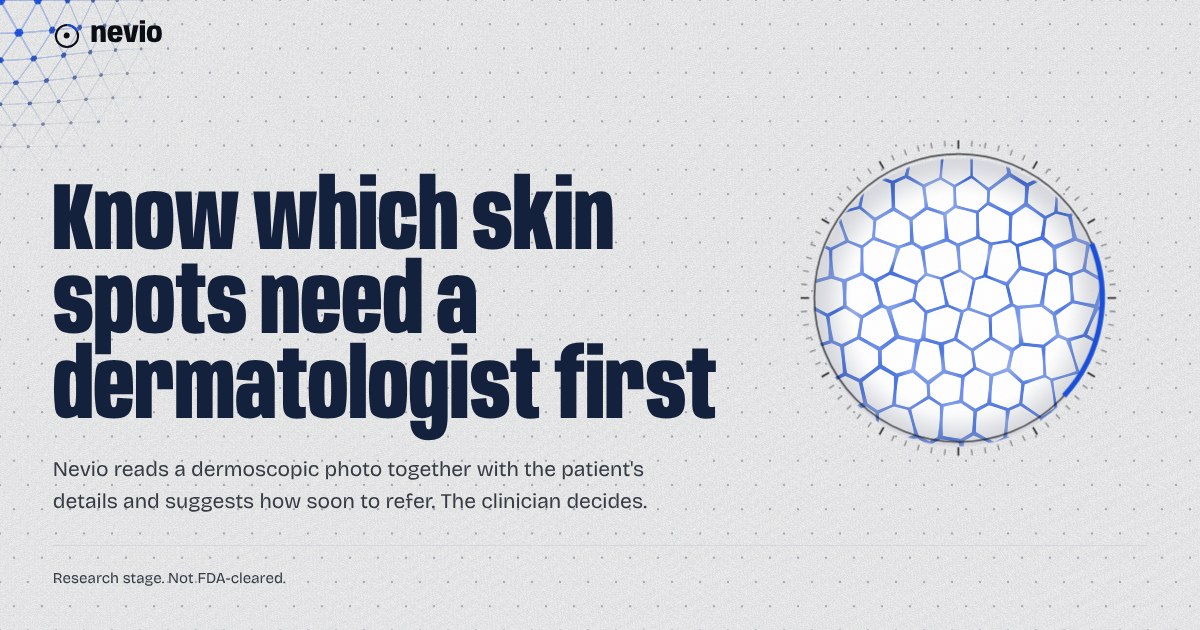 nevio
Know which skin
spots need a
dermatologist first
Nevio reads a dermoscopic photo together with the patient's
details and suggests how soon to refer. The clinician decides.
Research stage. Not FDA-cleared.